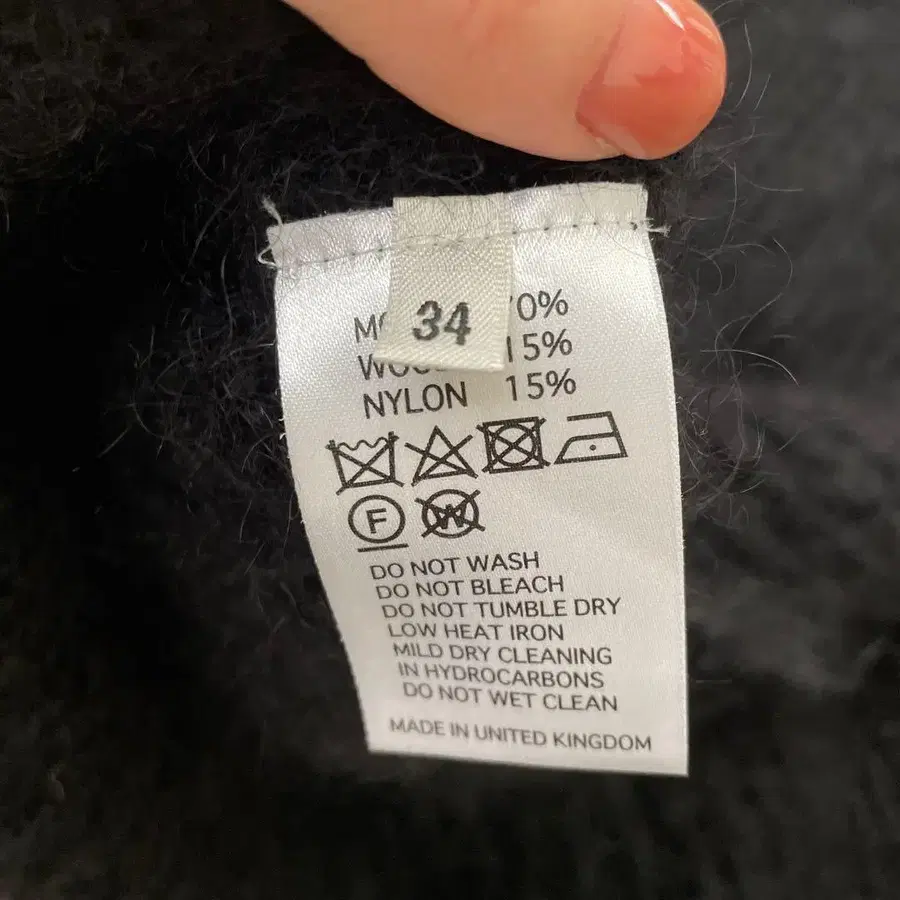 34
0%
15%
NYLON 15%
F W
DO NOT WASH
DO NOT BLEACH
DO NOT TUMBLE DRY
LOW HEAT IRON
MILD DRY CLEANING
IN HYDROCARBONS
DO NOT WET CLEAN
MADE IN UNITED KINGDOM